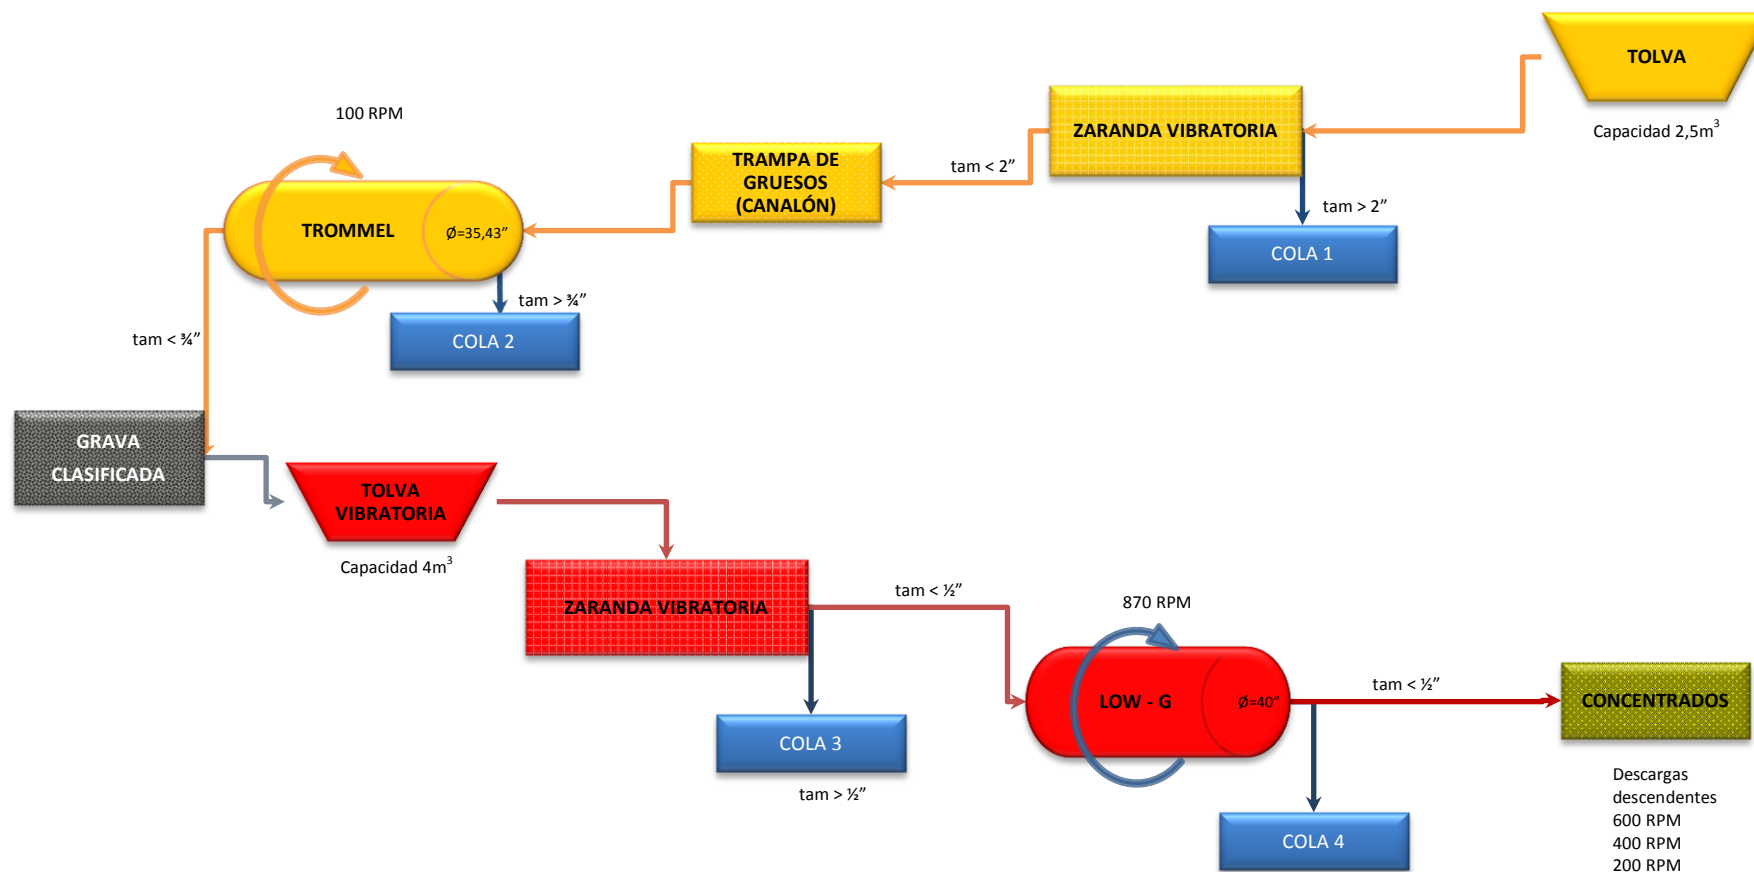 TOLVA
Capacidad 2,5m³
ZARANDA VIBRATORIA
tam < 2”
tam > 2”
COLA 1
TRAMPA DE
GRUESOS
(CANALÓN)
100 RPM
TROMMEL
Ø=35,43”
tam > ¾”
COLA 2
tam < ¾”
GRAVA
CLASIFICADA
TOLVA
VIBRATORIA
Capacidad 4m³
ZARANDA VIBRATORIA
tam < ½”
COLA 3
tam > ½”
870 RPM
LOW - G
Ø=40”
tam < ½”
COLA 4
CONCENTRADOS
Descargas
descendentes
600 RPM
400 RPM
200 RPM